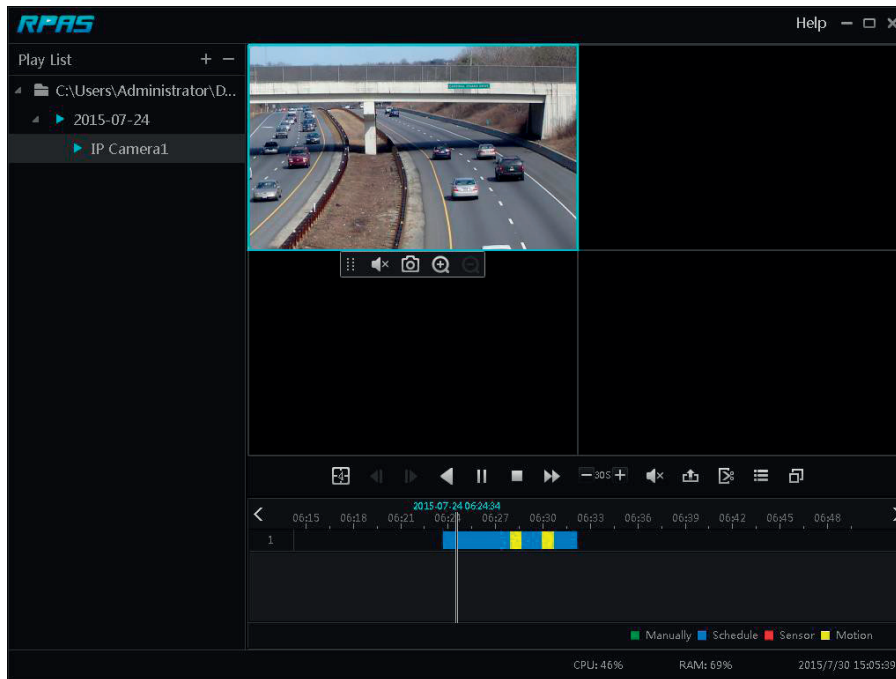 RPAS
Help
Play List + −
C:\Users\Administrator\D...
2015-07-24
IP Camera1
4
−30S+
2015-07-24 06:24:34
06:15 06:18 06:21 06:24 06:27 06:30 06:33 06:36 06:39 06:42 06:45 06:48
1
Manually Schedule Sensor Motion
CPU: 46% RAM: 69% 2015/7/30 15:05:39